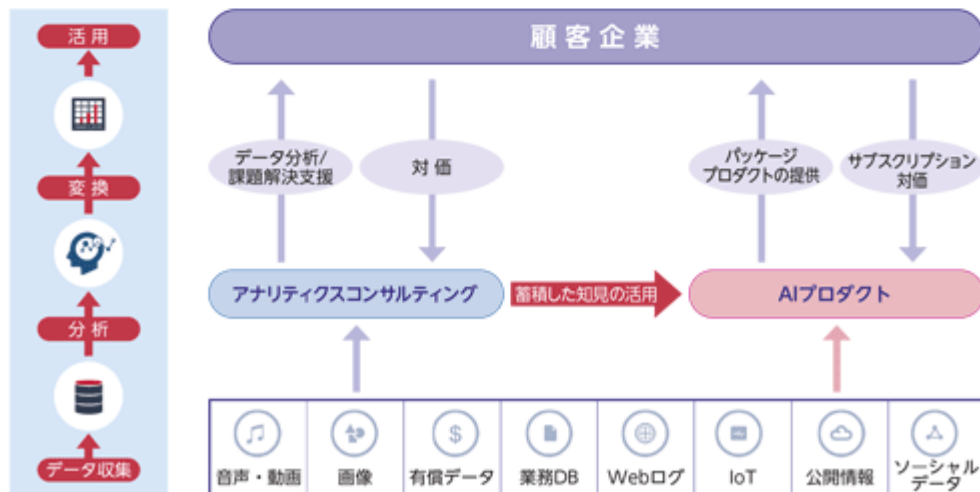 活用
変換
分析
データ収集
顧客企業
データ分析/
課題解決支援
対価
パッケージ
プロダクトの提供
サブスクリプション
対価
アナリティクスコンサルティング
蓄積した知見の活用
AIプロダクト
音声・動画
画像
有償データ
業務DB
Webログ
IoT
公開情報
ソーシャル
データ